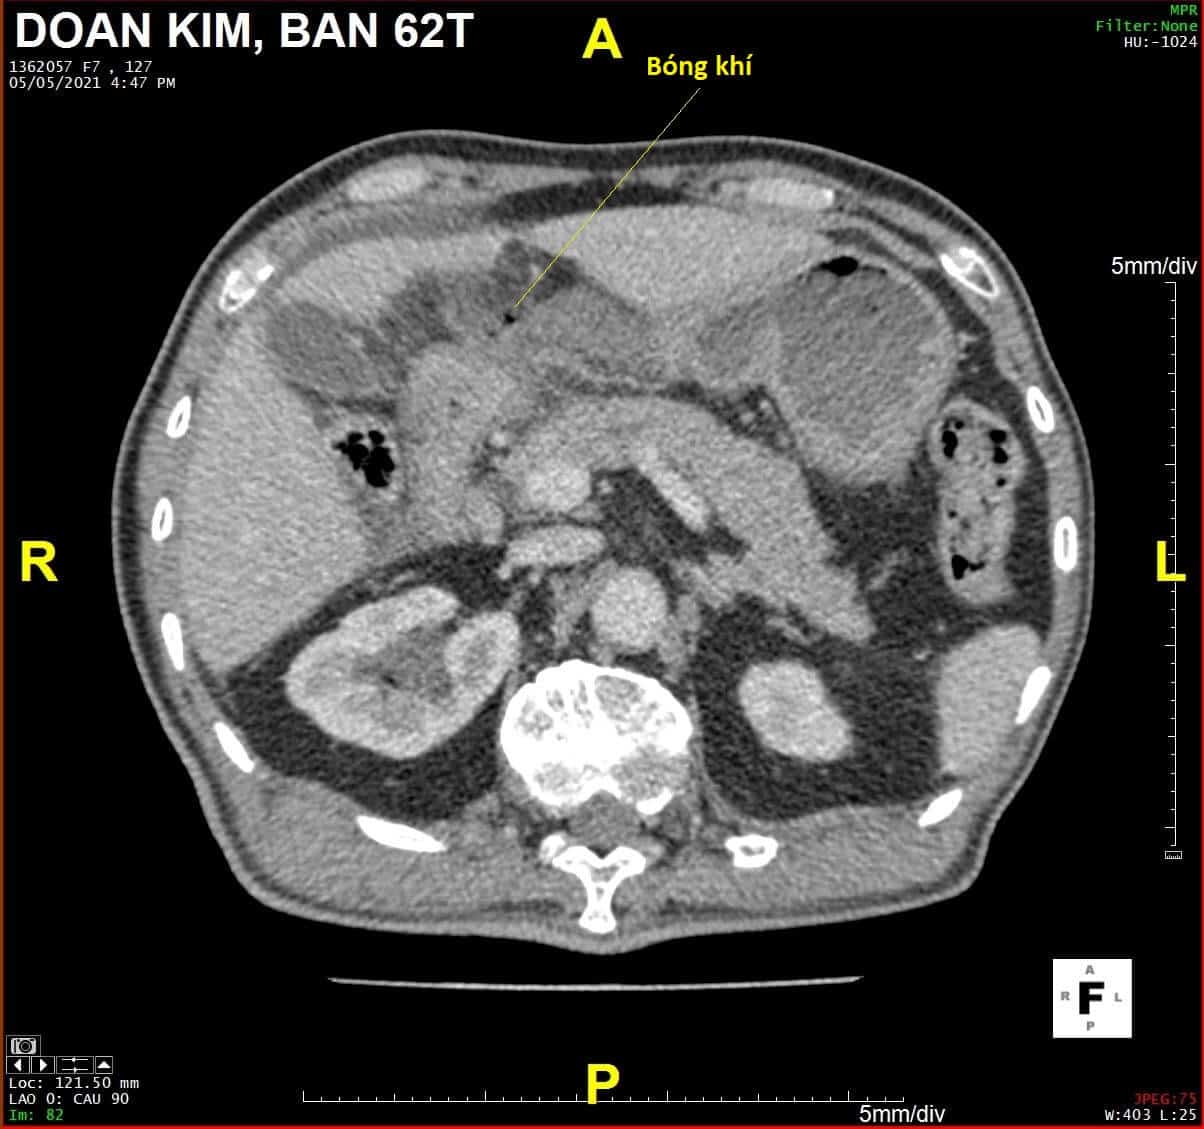 DOAN KIM, BAN 62T
1362057 F7 , 127
05/05/2021 4:47 PM
A
Bóng khí
MPR
Filter:None
HU:-1024
5mm/div
R
L
A
R F L
P
Loc: 121.50 mm
LAO 0: CAU 90
Im: 82
P
5mm/div
JPEG:75
W:403 L:25